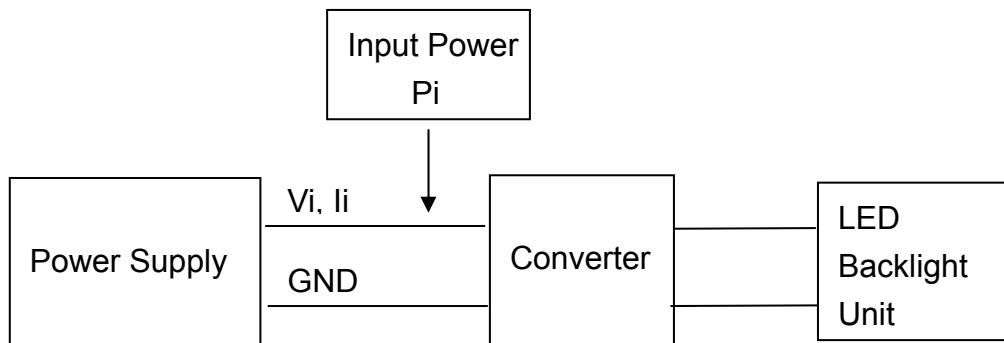 Input Power
Pi
Vi, Ii
Power Supply
GND
Converter
LED
Backlight
Unit